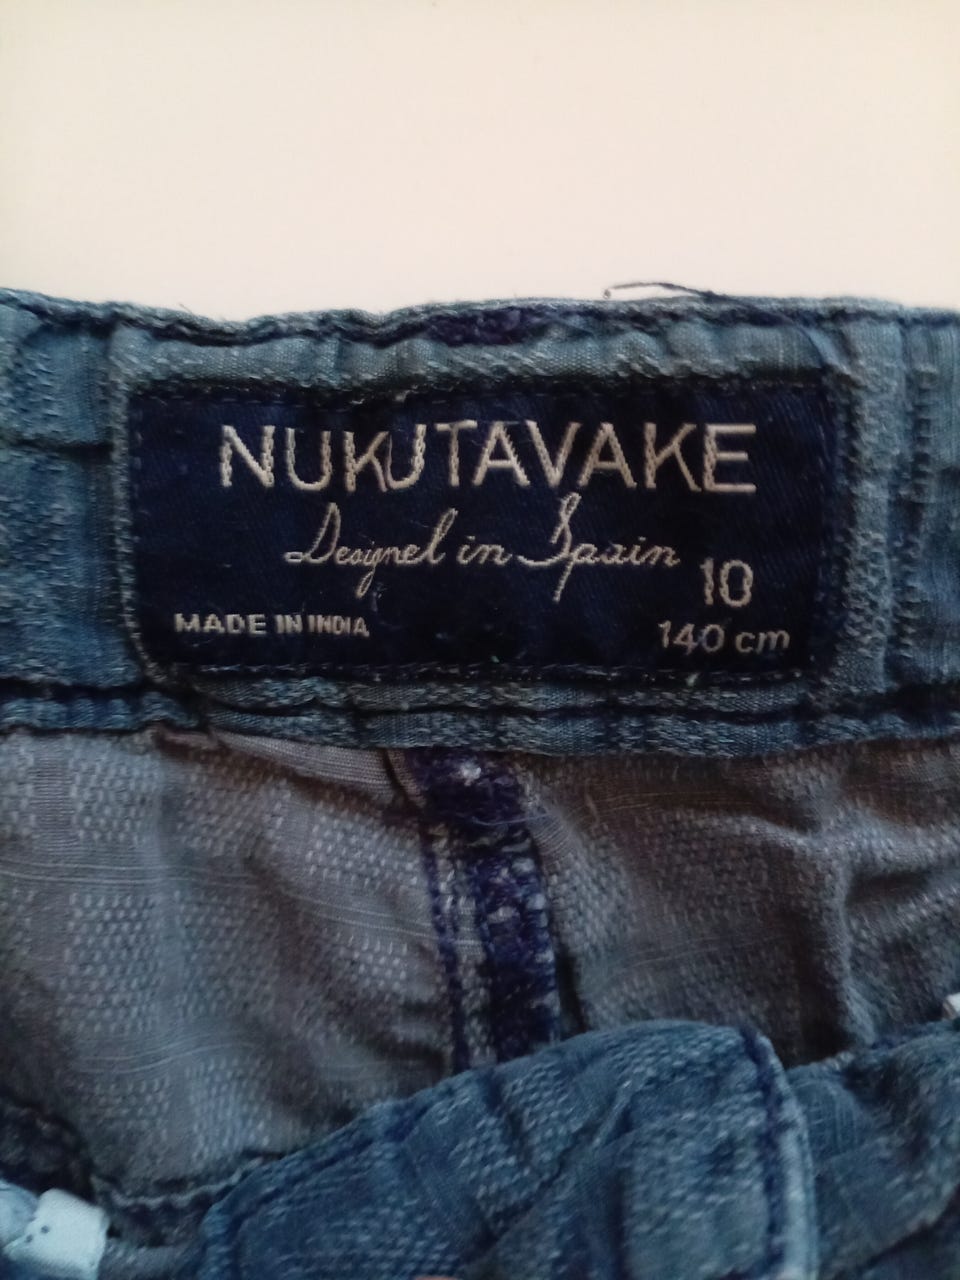 NUKUTAVAKE
Designed in Spain
10
MADE IN INDIA
140 cm